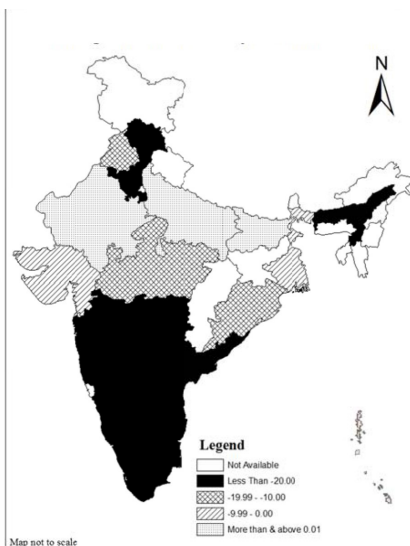 N
Legend
Not Available
Less Than -20.00
-19.99 - -10.00
-9.99 - 0.00
More than & above 0.01
Map not to scale